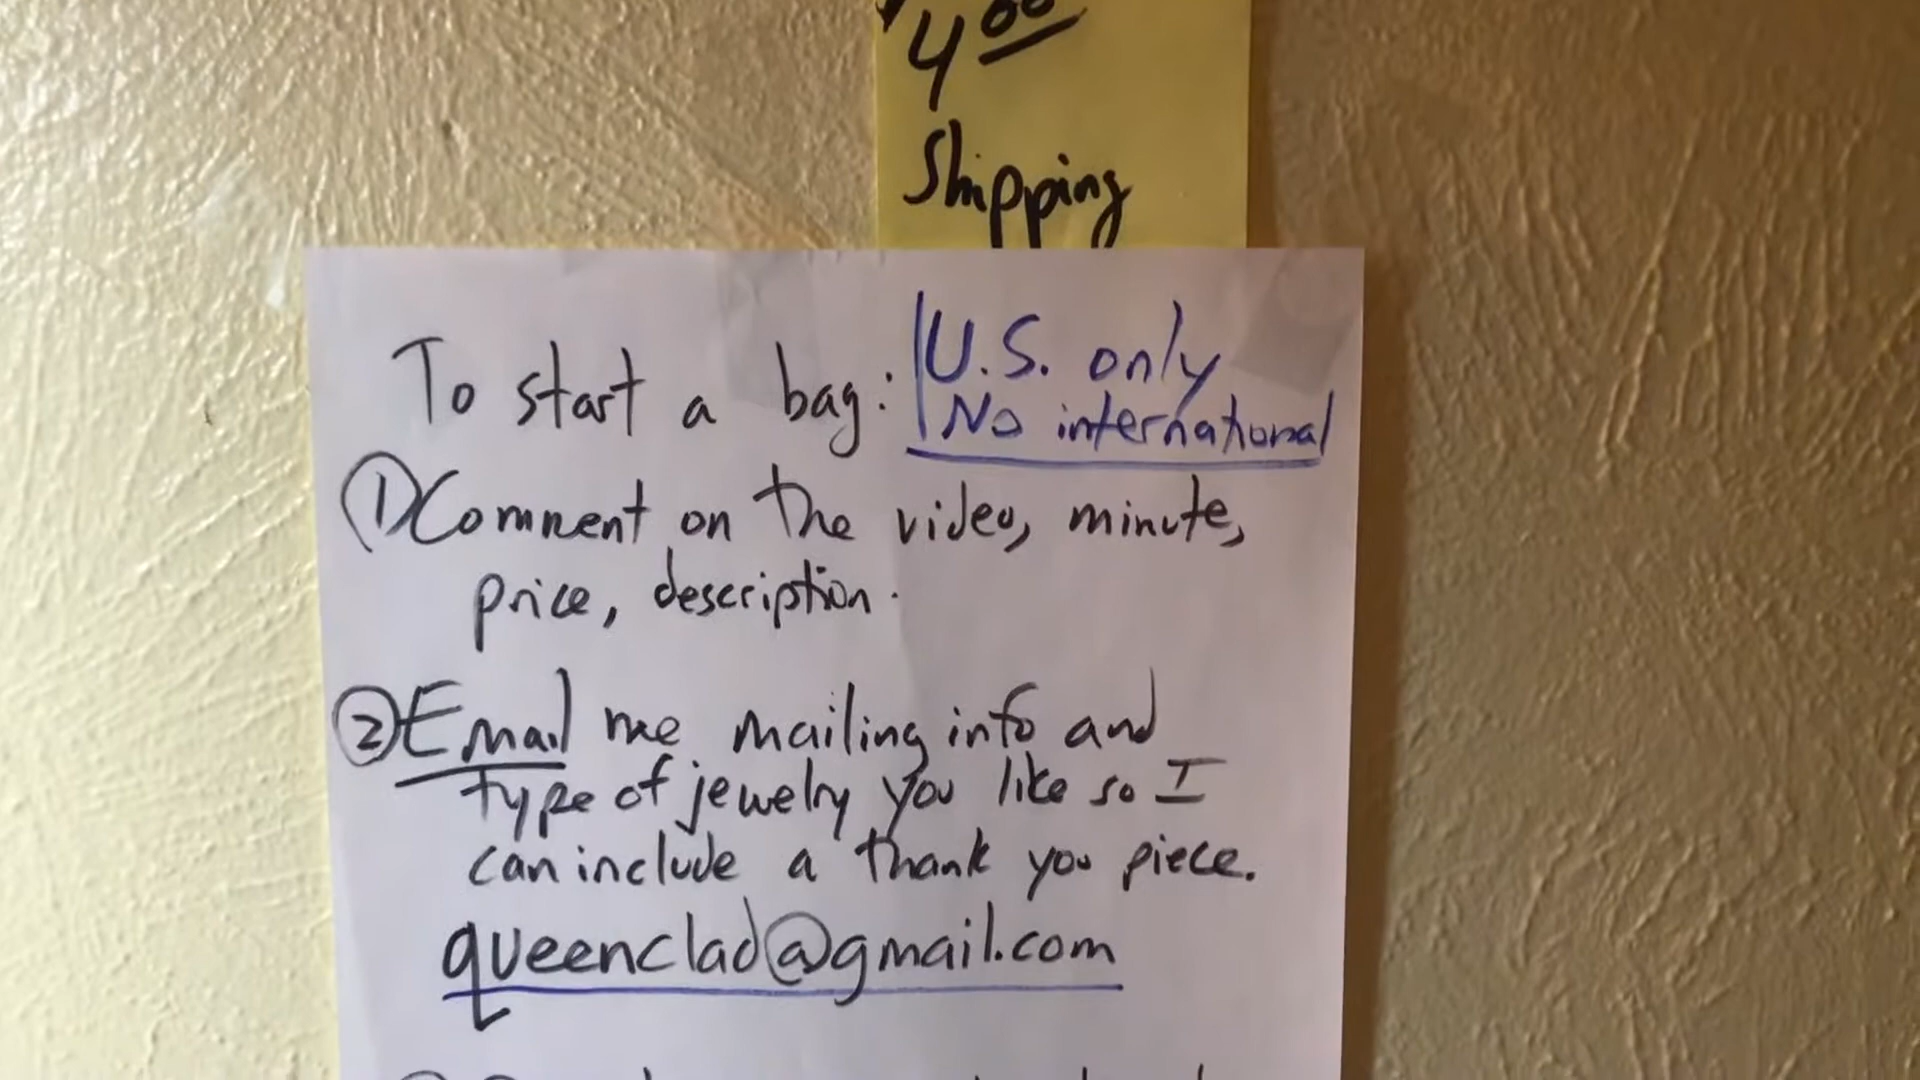 4.00
Shipping
To start a bag: U.S. only
No international
① Comment on the video, minute,
price, description.
② Email me mailing info and
type of jewelry you like so I
can include a thank you piece.
queenclad@gmail.com